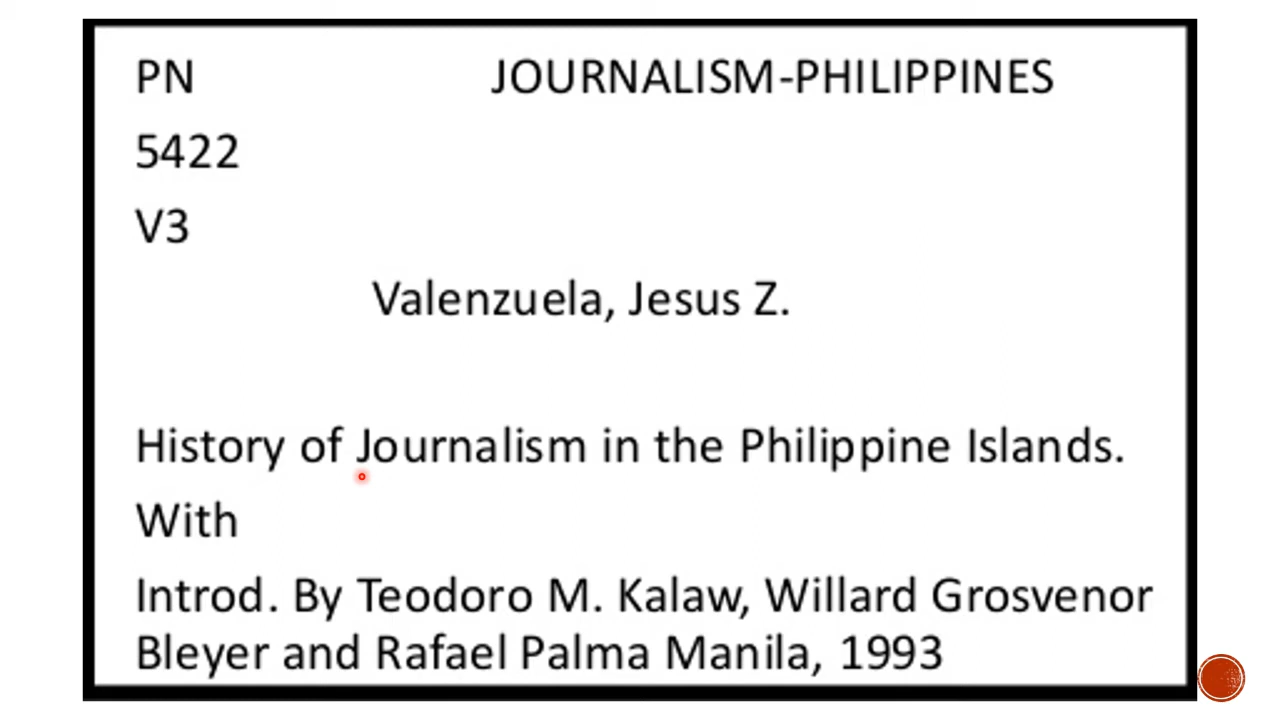 PN JOURNALISM-PHILIPPINES
5422
V3
Valenzuela, Jesus Z.
History of Journalism in the Philippine Islands.
With
Introd. By Teodoro M. Kalaw, Willard Grosvenor
Bleyer and Rafael Palma Manila, 1993